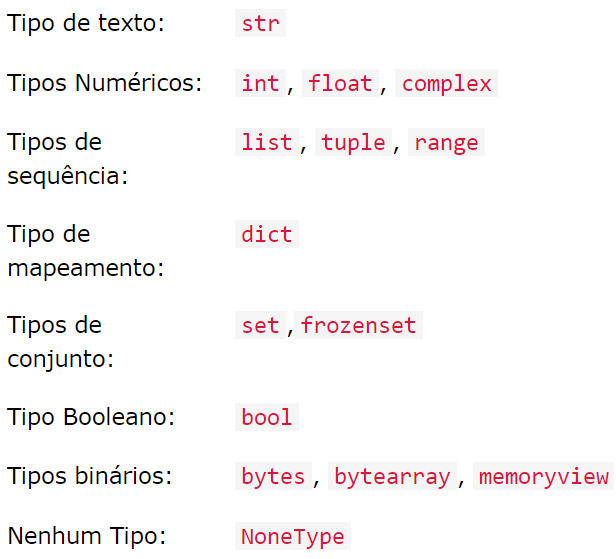 Tipo de texto: str
Tipos Numéricos: int, float, complex
Tipos de list, tuple, range
sequência:
Tipo de dict
mapeamento:
Tipos de set,frozenset
conjunto:
Tipo Booleano: bool
Tipos binários: bytes, bytearray, memoryview
Nenhum Tipo: NoneType